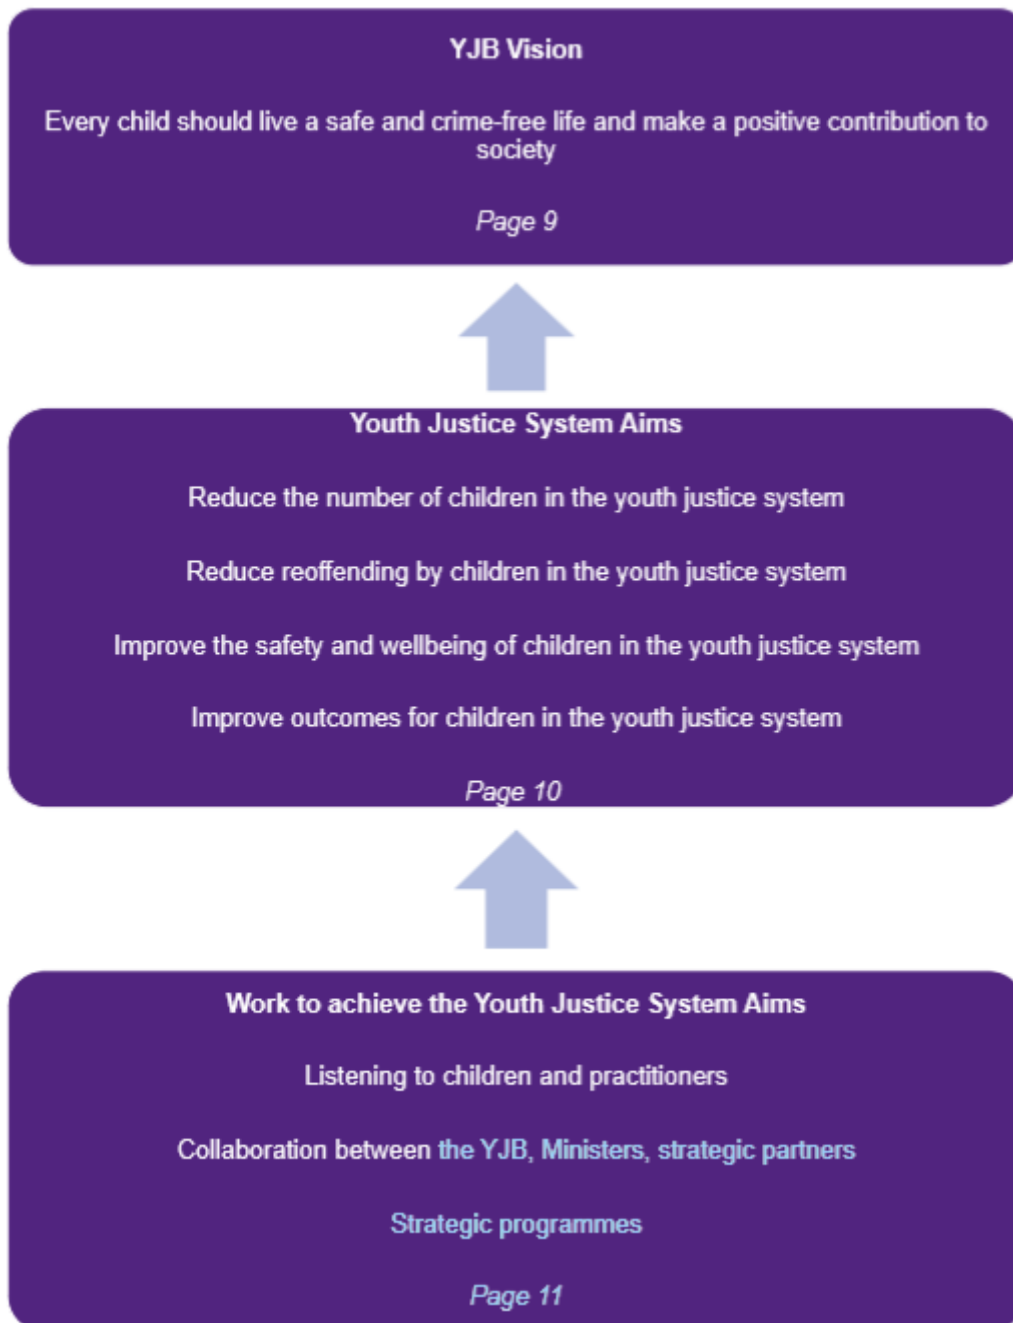 YJB Vision
Every child should live a safe and crime-free life and make a positive contribution to
society
Page 9
Youth Justice System Aims
Reduce the number of children in the youth justice system
Reduce reoffending by children in the youth justice system
Improve the safety and wellbeing of children in the youth justice system
Improve outcomes for children in the youth justice system
Page 10
Work to achieve the Youth Justice System Aims
Listening to children and practitioners
Collaboration between the YJB, Ministers, strategic partners
Strategic programmes
Page 11